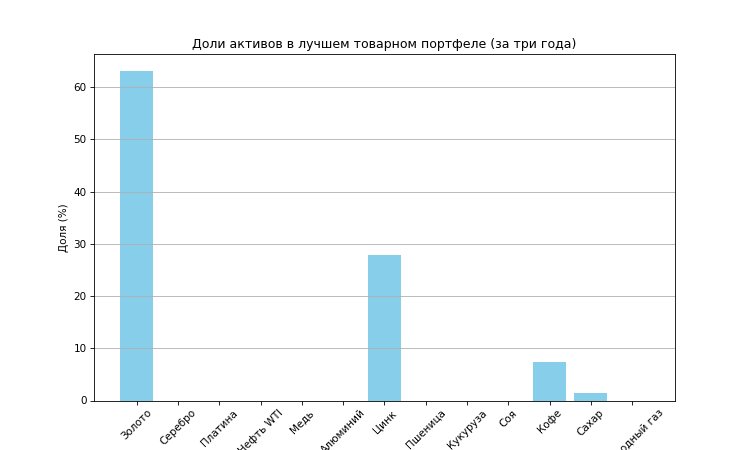 Доли активов в лучшем товарном портфеле (за три года)
Доля (%)
60
50
40
30
20
10
0
Золото
Серебро
Платина
Нефть WTI
Медь
Алюминий
Цинк
Пшеница
Кукуруза
Соя
Кофе
Сахар
газ